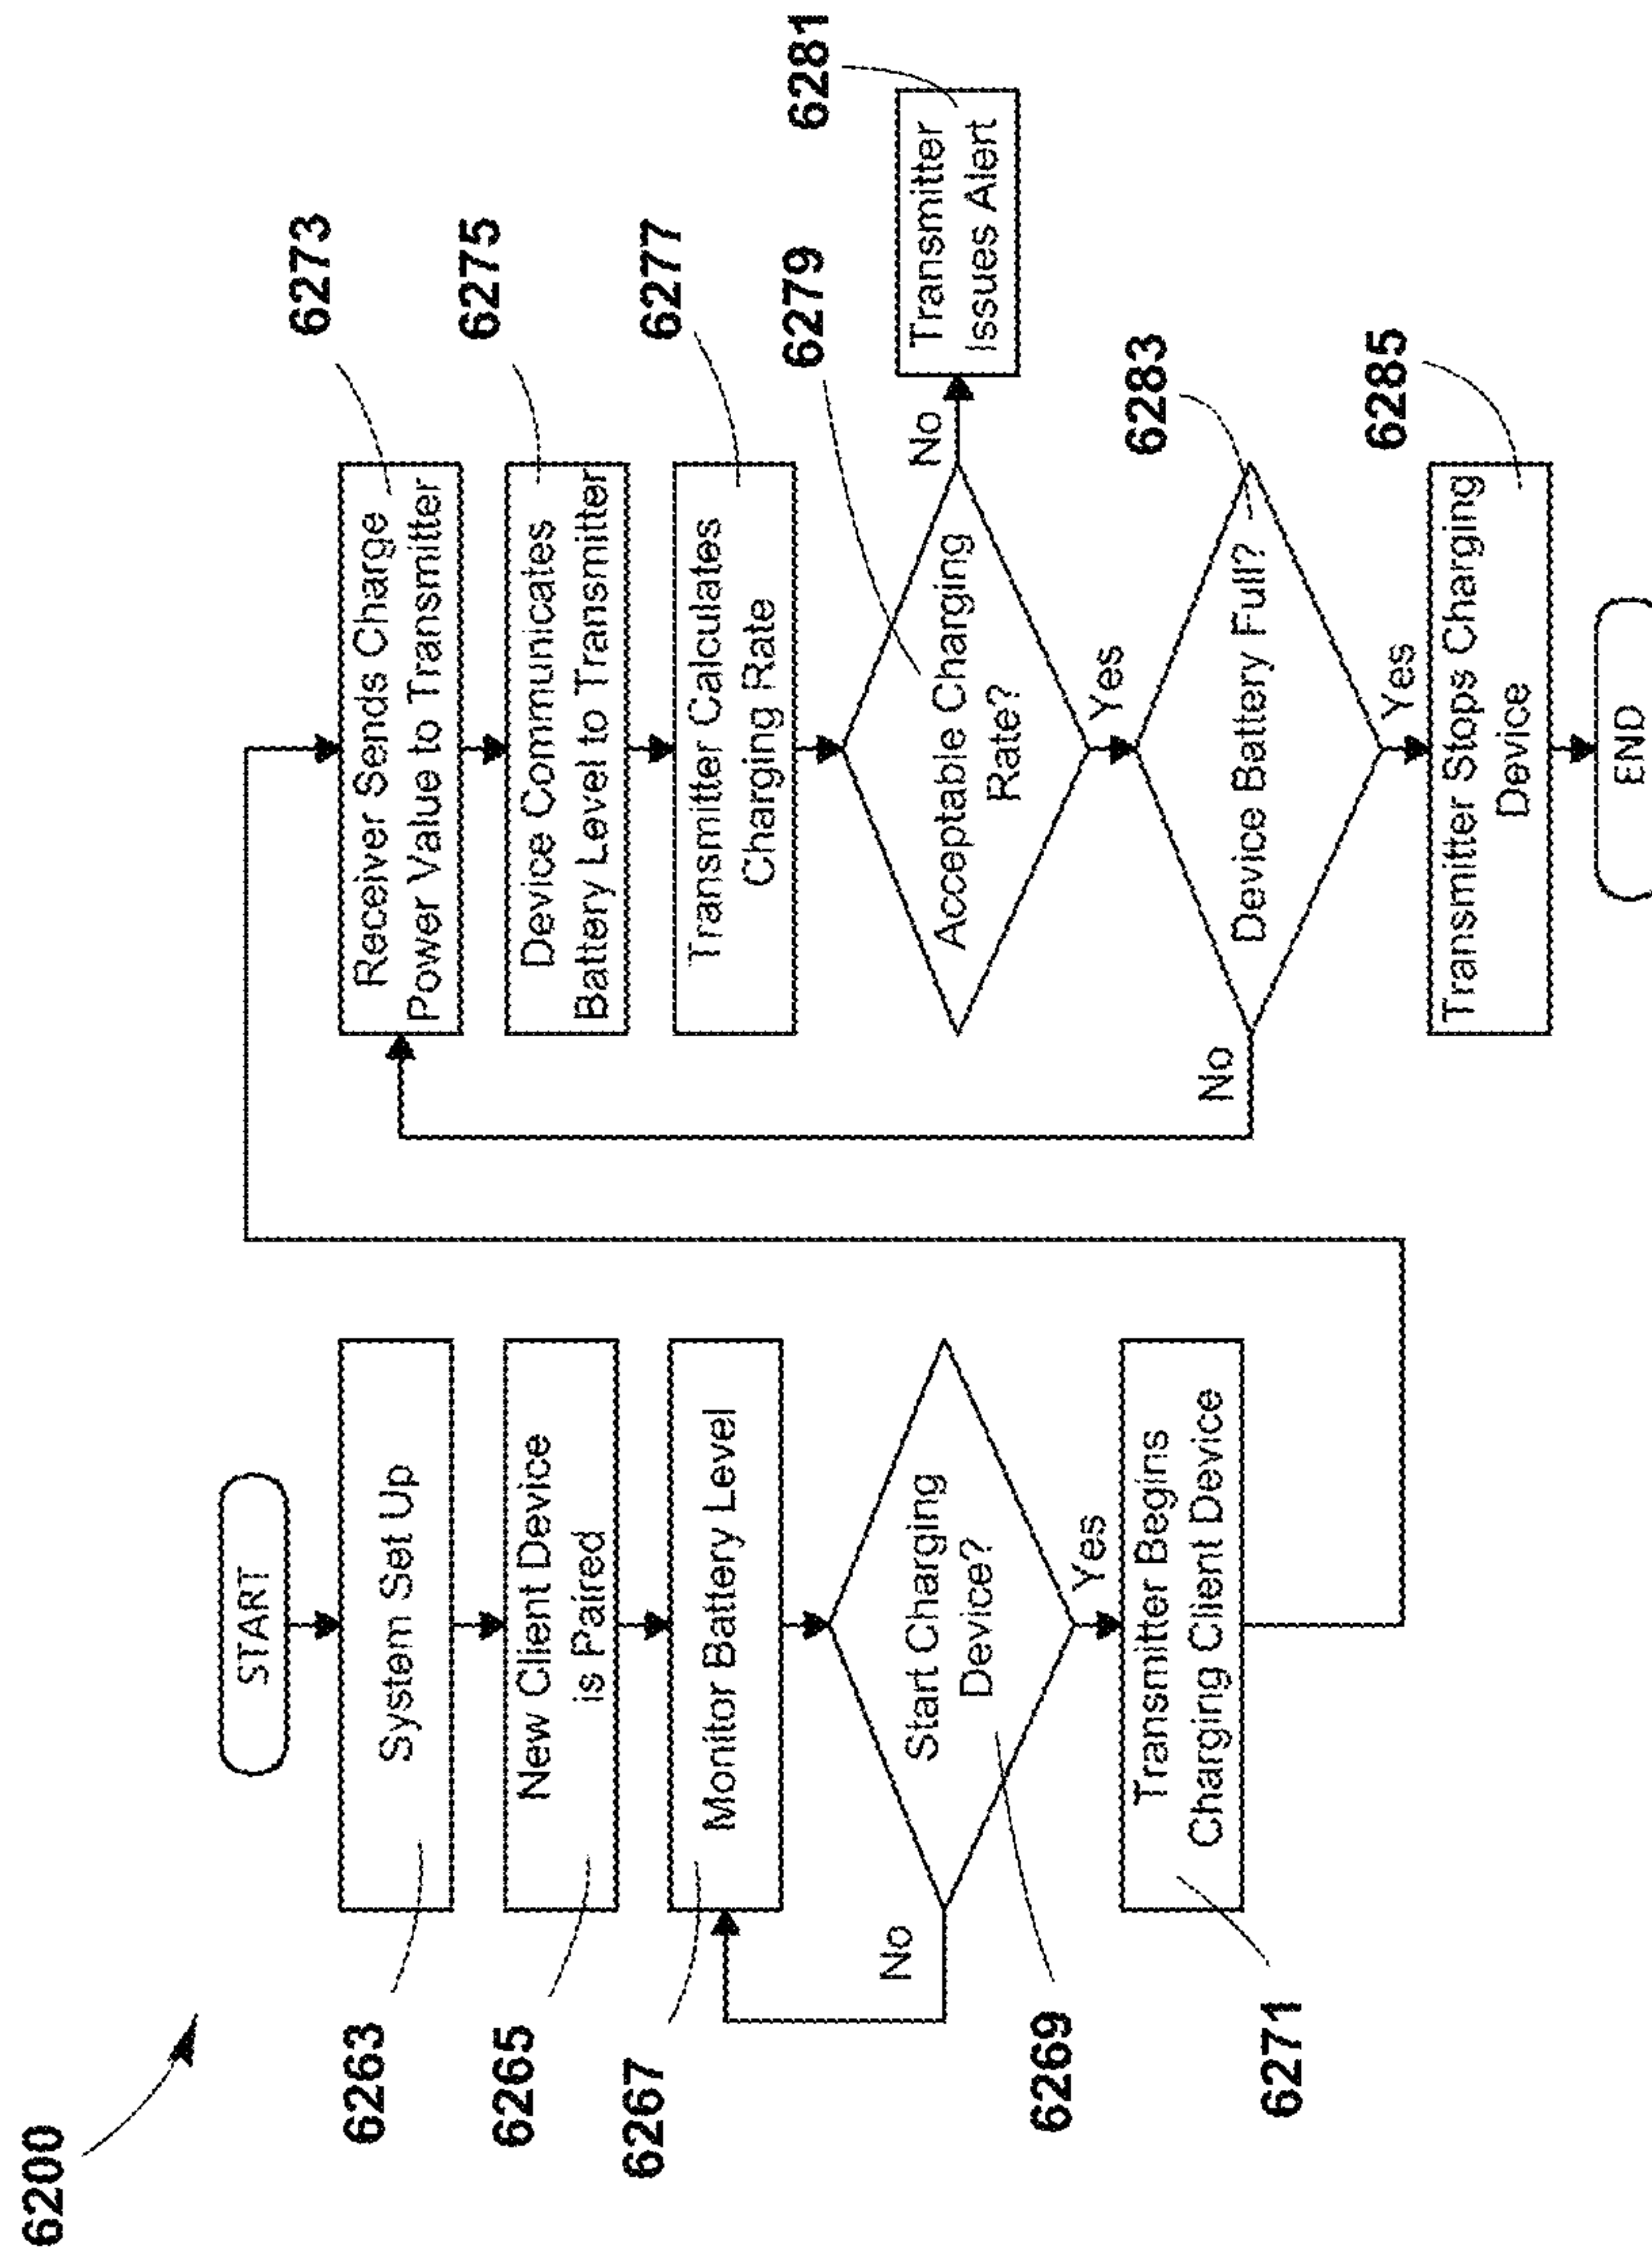 6200
START
6263
System Set Up
6265
New Client Device
is Paired
6267
Monitor Battery Level
6269
Start Charging
Device?
No
Yes
6271
Transmitter Begins
Charging Client Device
6273
Receiver Sends Charge
Power Value to Transmitter
6275
Device Communicates
Battery Level to Transmitter
6277
Transmitter Calculates
Charging Rate
6279
Acceptable Changing
Rate?
No
6281
Transmitter
Issues Alert
Yes
6283
Device Battery Full?
No
Yes
6285
Transmitter Stops Charging
Device
END